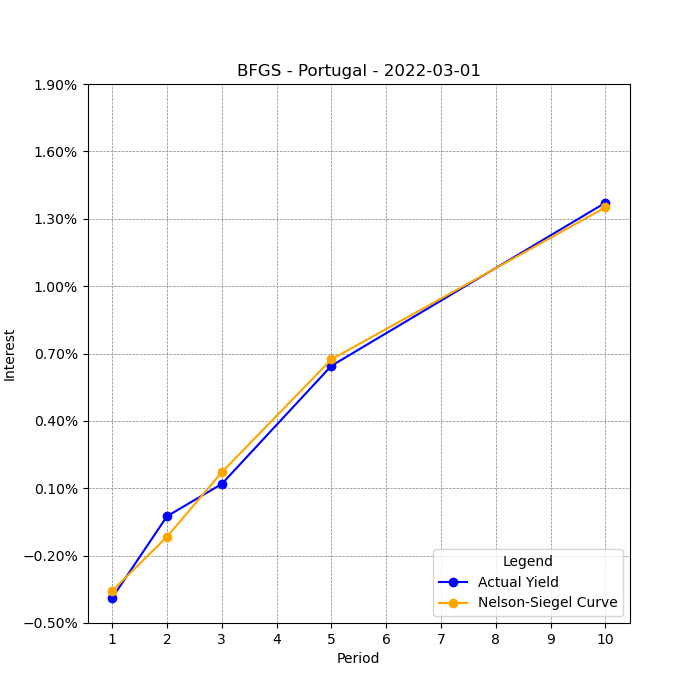 BFGS - Portugal - 2022-03-01
1.90%
1.60%
1.30%
1.00%
0.70%
0.40%
0.10%
−0.20%
−0.50%
Interest
Legend
Actual Yield
Nelson-Siegel Curve
1 2 3 4 5 6 7 8 9 10
Period